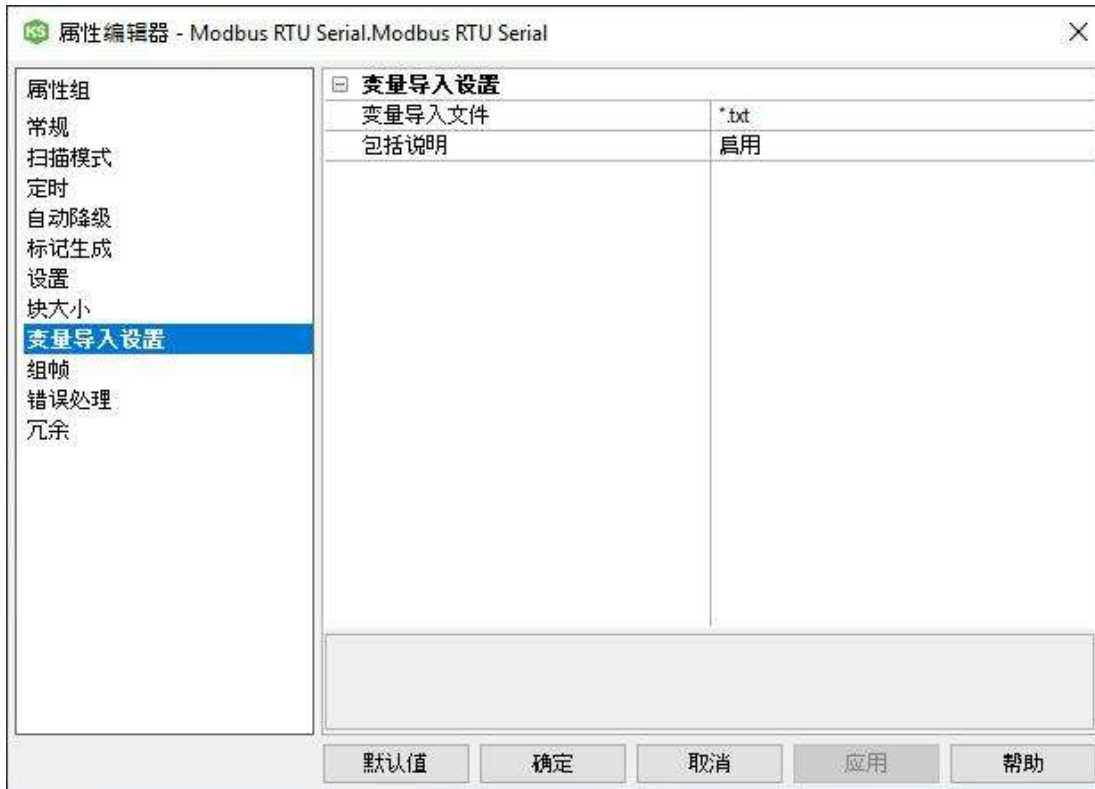 KS 属性编辑器 - Modbus RTU Serial.Modbus RTU Serial
属性组
常规
扫描模式
定时
自动降级
标记生成
设置
块大小
变量导入设置
组帧
错误处理
冗余
变量导入设置
变量导入文件 *.txt
包括说明 启用
默认值 确定 取消 应用 帮助